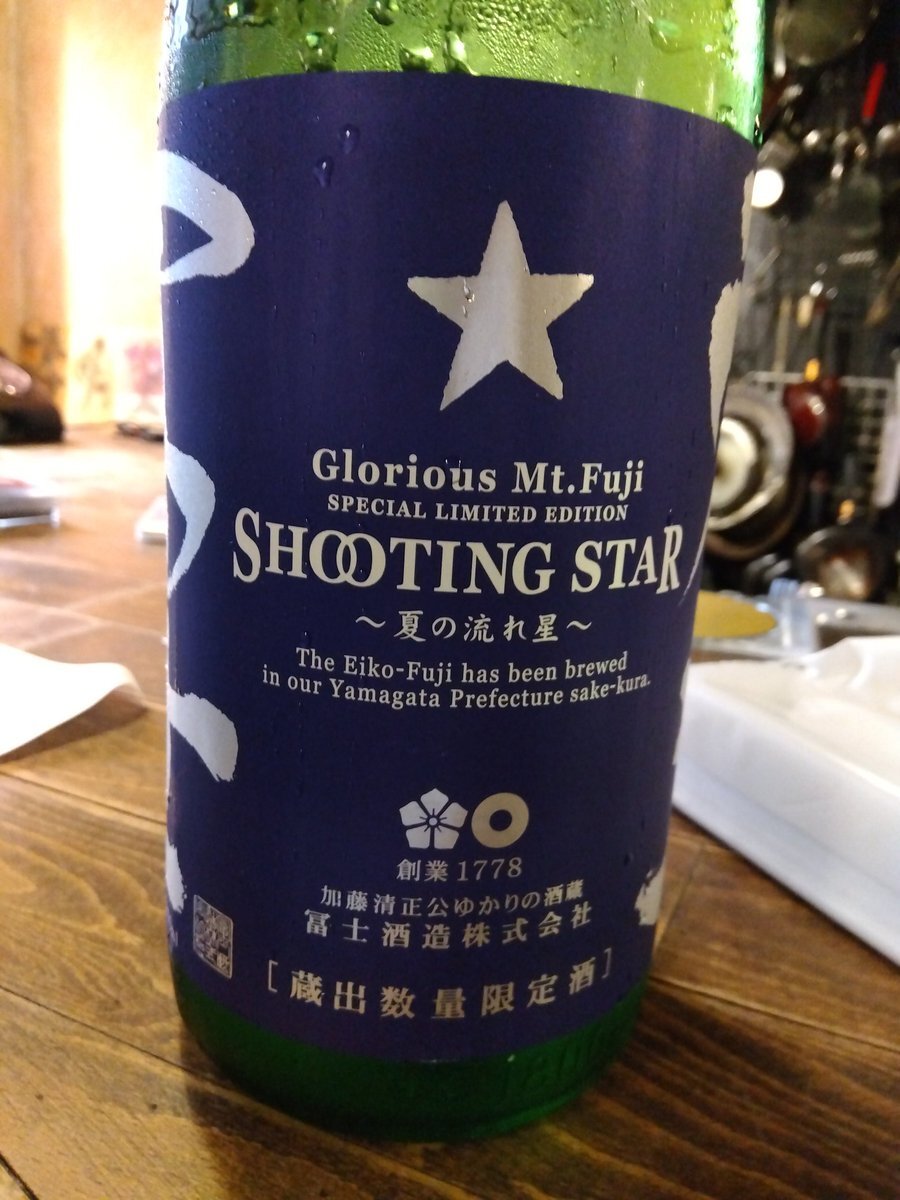 Glorious Mt.Fuji
SPECIAL LIMITED EDITION
SHOOTING STAR
～夏の流れ星～
The Eiko-Fuji has been brewed
in our Yamagata Prefecture sake-kura.
創業1778
加藤清正公ゆかりの酒蔵
冨士酒造株式会社
[蔵出数量限定酒]